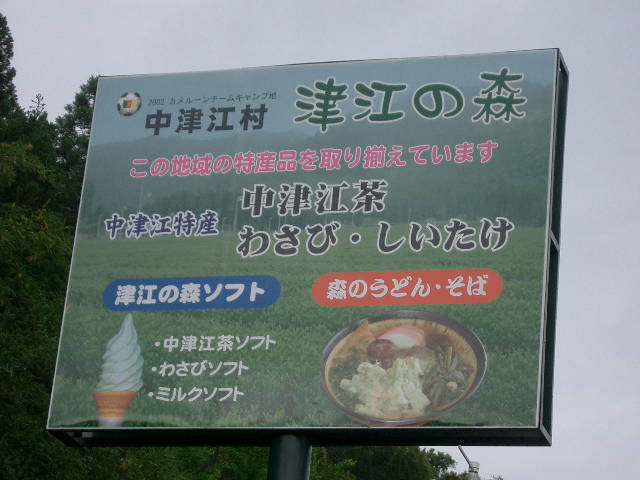 2002 カメルーンチームキャンプ地
中津江村
津江の森
この地域の特産品を取り揃えています
中津江特産
中津江茶
わさび・しいたけ
津江の森ソフト
・中津江茶ソフト
・わさびソフト
・ミルクソフト
森のうどん・そば